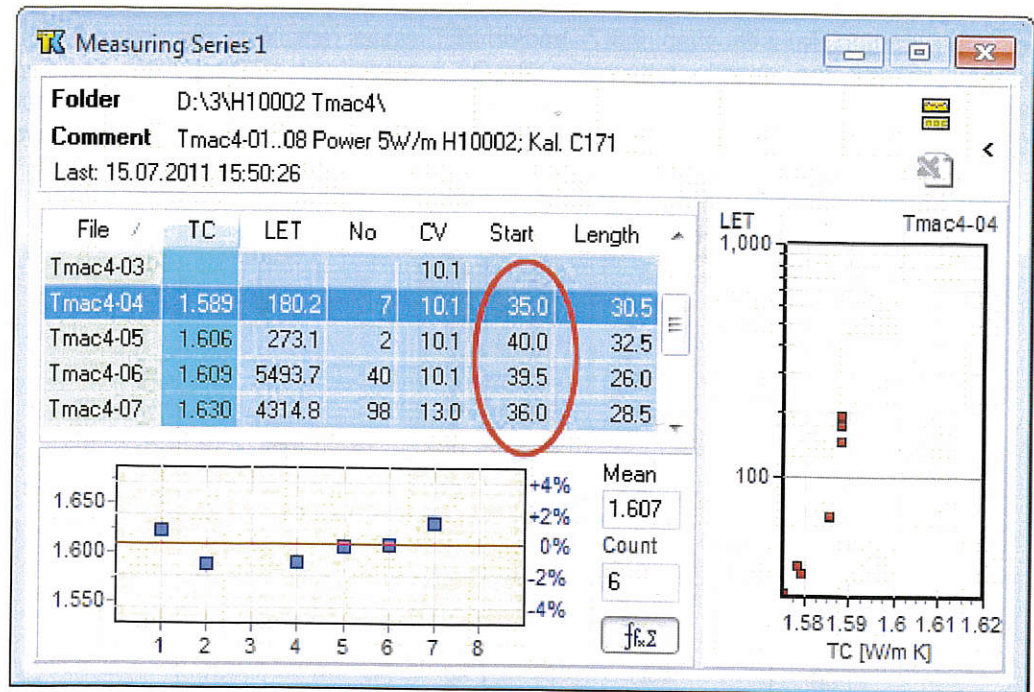 TK Measuring Series 1
Folder D:\3\H10002 Tmac4\
Comment Tmac4-01..08 Power 5W/m H10002; Kal. C171
Last: 15.07.2011 15:50:26
File / TC LET No CV Start Length
Tmac4-03 10.1
Tmac4-04 1.589 180.2 7 10.1 35.0 30.5
Tmac4-05 1.606 273.1 2 10.1 40.0 32.5
Tmac4-06 1.609 5493.7 40 10.1 39.5 26.0
Tmac4-07 1.630 4314.8 98 13.0 36.0 28.5
1.650
1.600
1.550
+4%
+2%
0%
-2%
-4%
1 2 3 4 5 6 7 8
Mean
1.607
Count
6
ffxΣ
LET Tmac4-04
1,000
100
1.58 1.59 1.6 1.61 1.62
TC [W/m K]